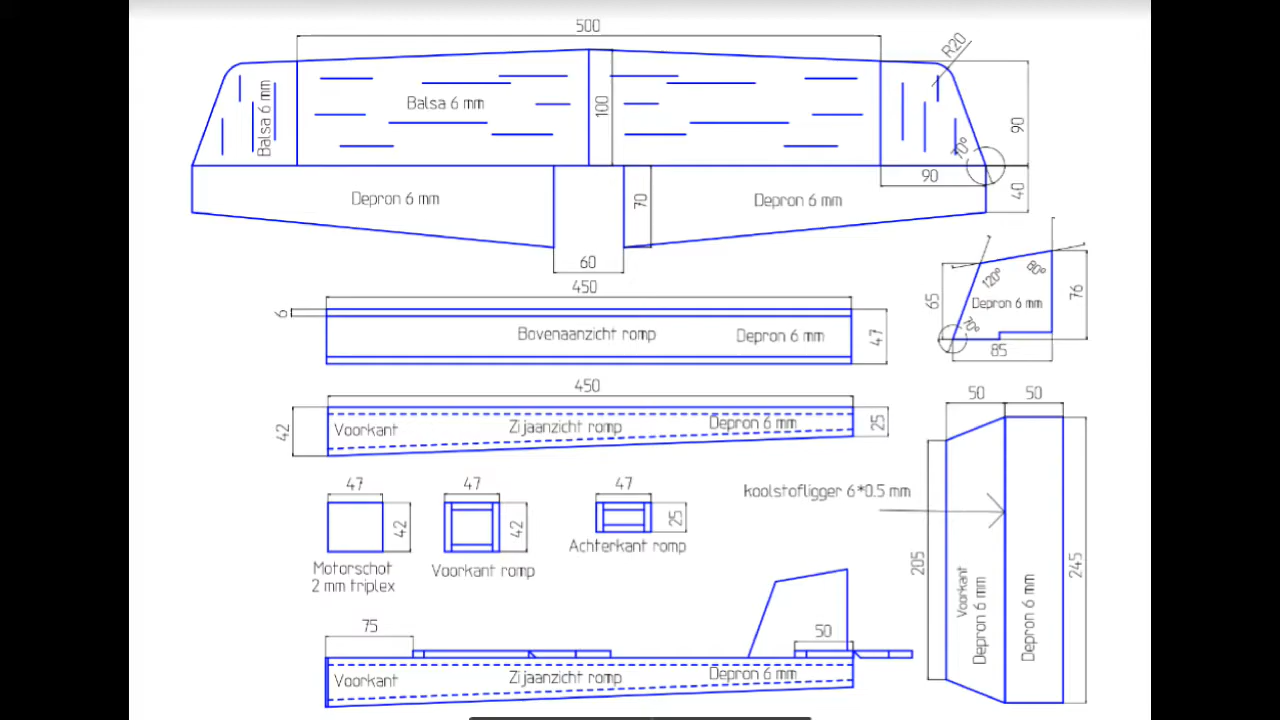 500
R20
Balsa 6 mm
Balsa 6 mm
100
90
70°
90
40
Depron 6 mm
70
Depron 6 mm
60
450
6
Bovenaanzicht romp
Depron 6 mm
47
65
120°
80°
Depron 6 mm
70°
76
85
450
42
Voorkant
Zijaanzicht romp
Depron 6 mm
25
50
50
47
42
Motorschot
2 mm triplex
47
42
Voorkant romp
47
25
Achterkant romp
koolstofligger 6*0.5 mm
205
Voorkant
Depron 6 mm
Depron 6 mm
245
75
50
Voorkant
Zijaanzicht romp
Depron 6 mm